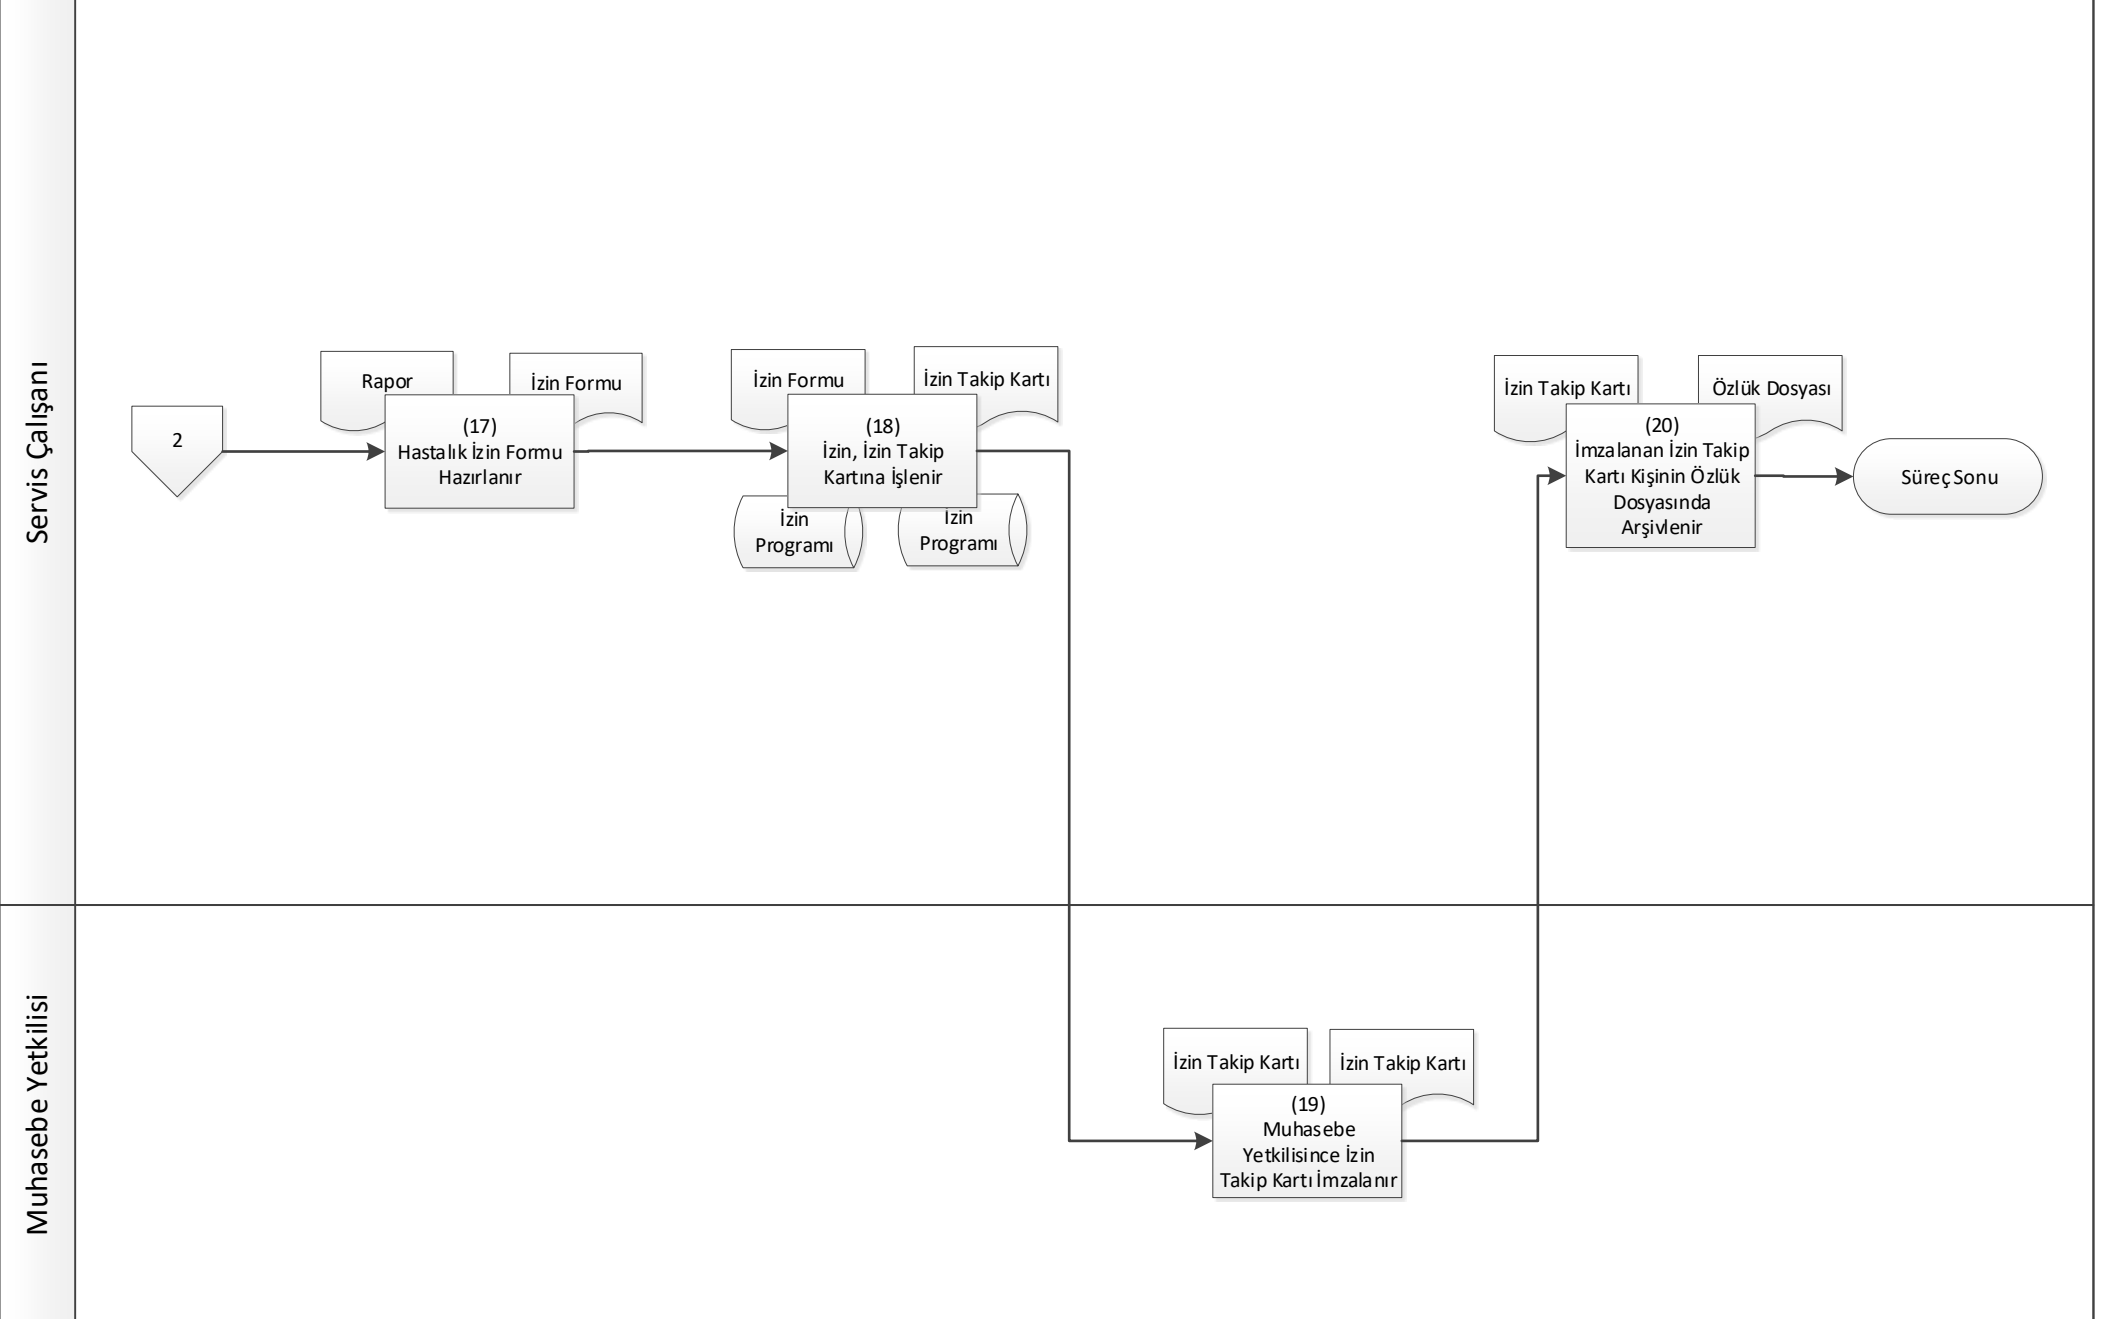 Servis Çalışanı
2
Rapor
İzin Formu
(17)
Hastalık İzin Formu
Hazırlanır
İzin Formu
İzin Takip Kartı
(18)
İzin, İzin Takip
Kartına İşlenir
İzin
Programı
İzin
Programı
İzin Takip Kartı
Özlük Dosyası
(20)
İmzalanan İzin Takip
Kartı Kişinin Özlük
Dosyasında
Arşivlenir
Süreç Sonu
Muhasebe Yetkilisi
İzin Takip Kartı
İzin Takip Kartı
(19)
Muhasebe
Yetkilisince İzin
Takip Kartı İmzalanır